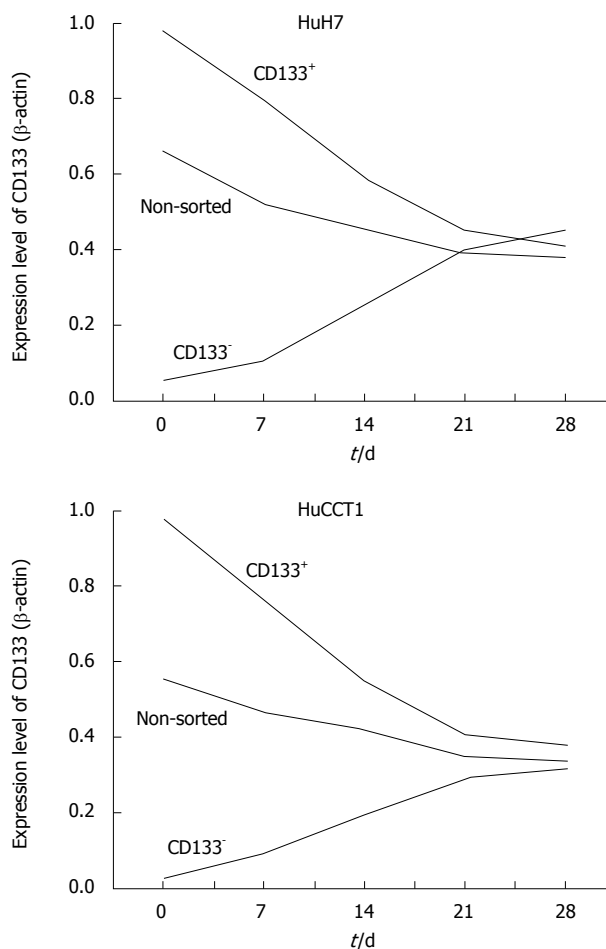 HuH7
Expression level of CD133 (β-actin)
1.0
0.8
0.6
0.4
0.2
0.0
CD133⁺
Non-sorted
CD133⁻
0 7 14 21 28
t/d
HuCCT1
Expression level of CD133 (β-actin)
1.0
0.8
0.6
0.4
0.2
0.0
CD133⁺
Non-sorted
CD133⁻
0 7 14 21 28
t/d